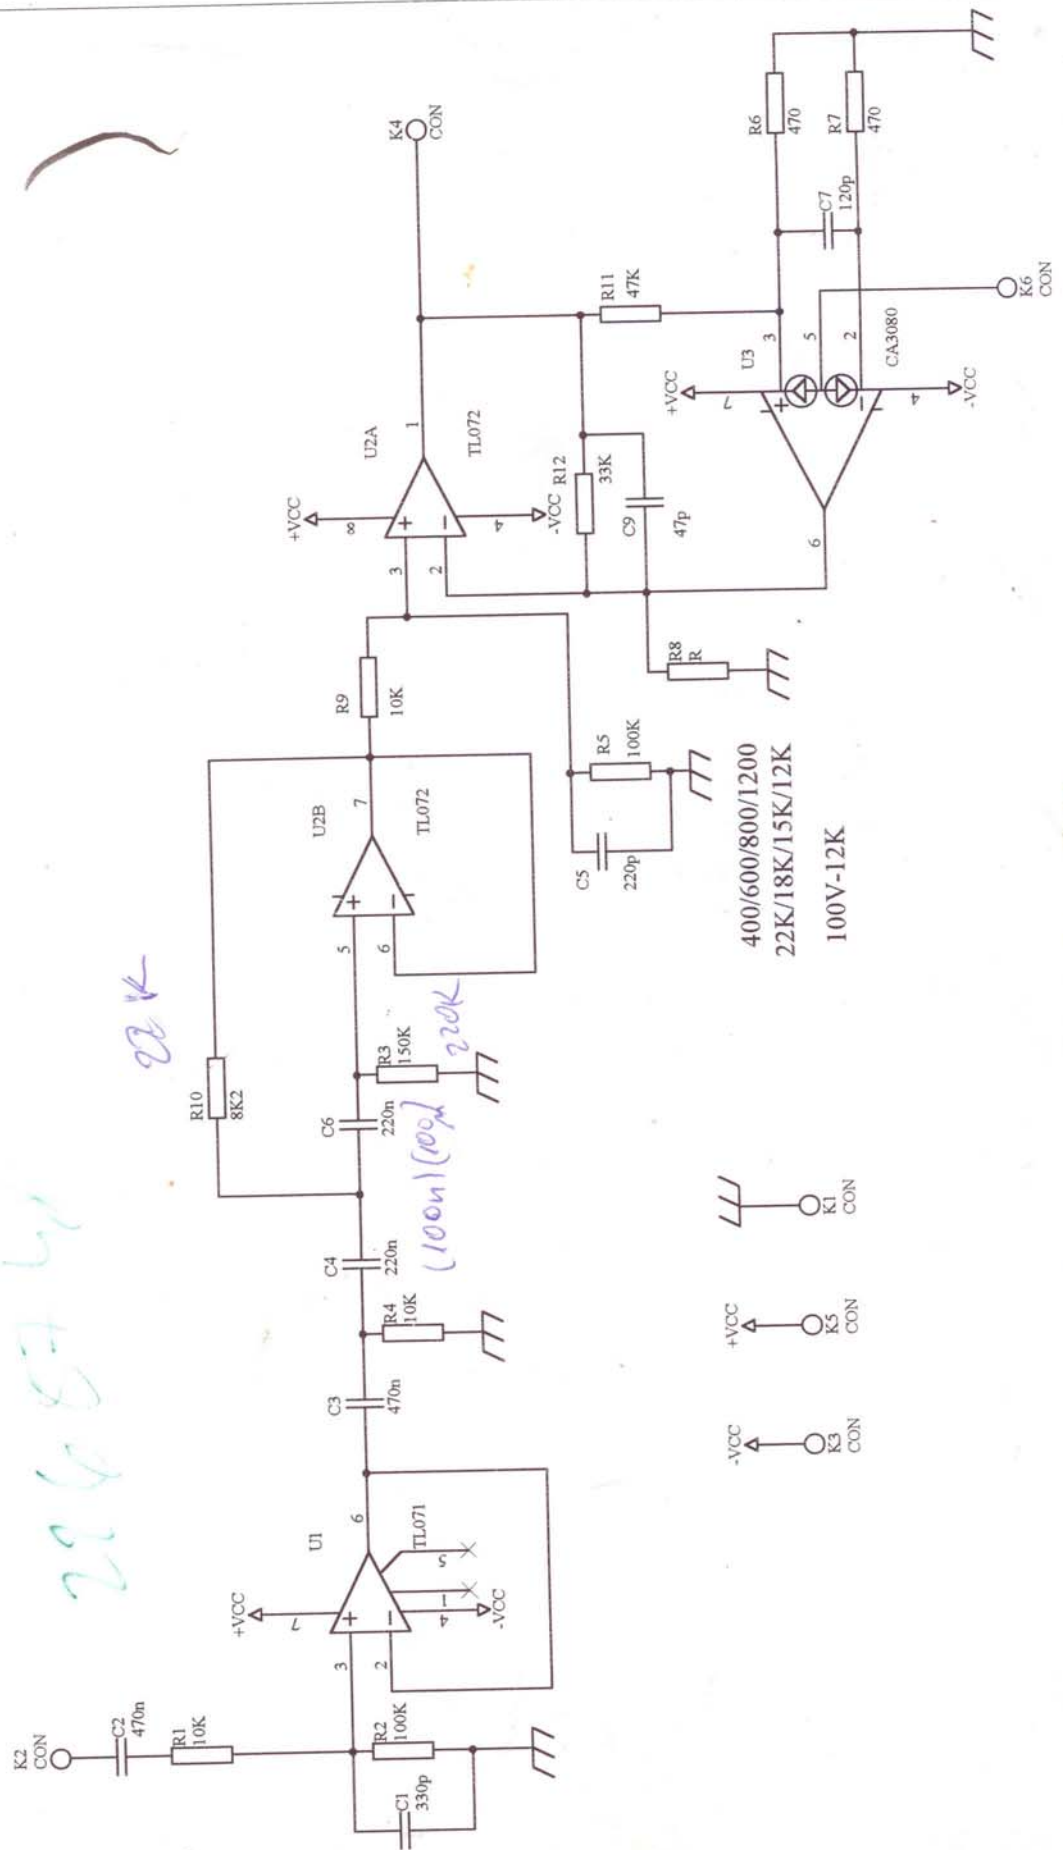 K2
CON
C2
470n
R1
10K
R2
100K
C1
330p
+VCC
7
3
2
U1
6
TL071
5
1
4
-VCC
C3
470n
R4
10K
C4
220n
C6
220n
(100n)(100n)
R10
8K2
22K
R3
150K
220K
5
6
U2B
7
TL072
R9
10K
C5
220p
R5
100K
+VCC
8
3
2
U2A
1
TL072
4
-VCC
K4
CON
R12
33K
C9
47p
R8
R
R11
47K
6
U3
+VCC
7
3
5
2
CA3080
4
-VCC
R6
470
R7
470
C7
120p
K6
CON
-VCC
K3
CON
+VCC
K5
CON
K1
CON
400/600/800/1200
22K/18K/15K/12K
100V-12K